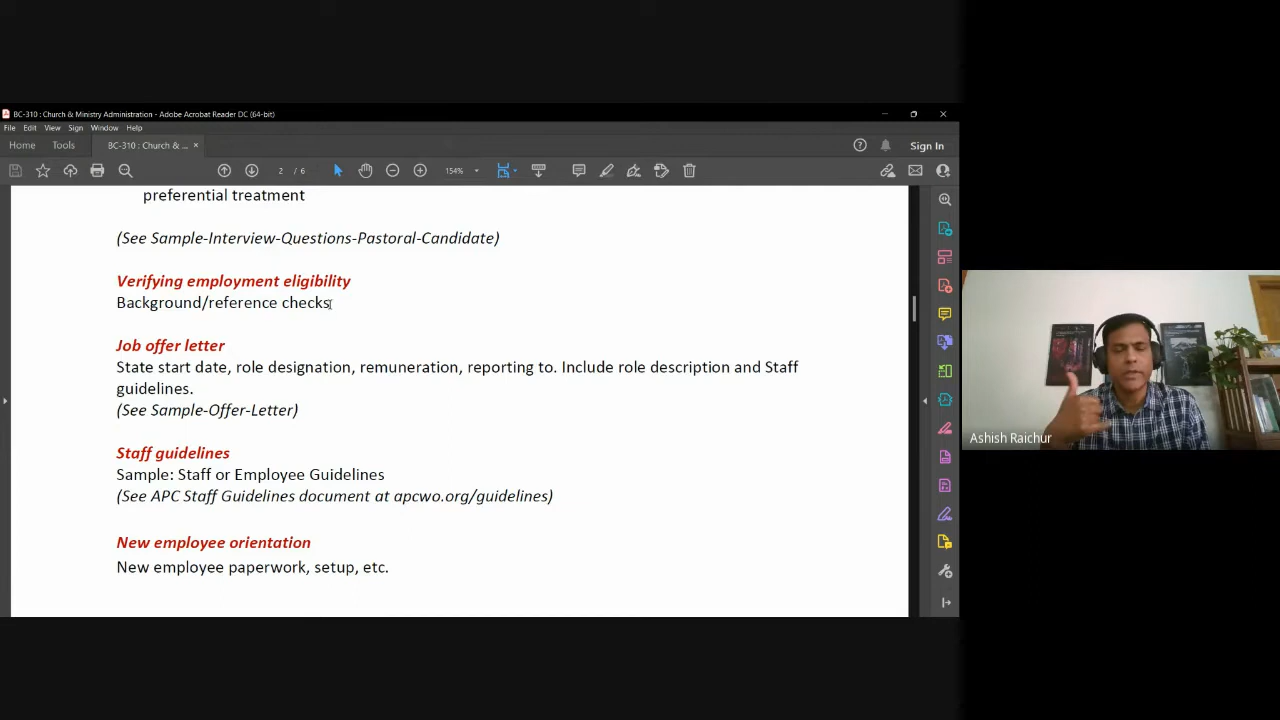 BC-310 : Church & Ministry Administration - Adobe Acrobat Reader DC (64-bit)
File Edit View Sign Window Help
Home Tools BC-310 : Church & ... × Sign In
2 / 6 154%
preferential treatment
(See Sample-Interview-Questions-Pastoral-Candidate)
Verifying employment eligibility
Background/reference checks
Job offer letter
State start date, role designation, remuneration, reporting to. Include role description and Staff
guidelines.
(See Sample-Offer-Letter)
Staff guidelines
Sample: Staff or Employee Guidelines
(See APC Staff Guidelines document at apcwo.org/guidelines)
New employee orientation
New employee paperwork, setup, etc.
Ashish Raichur